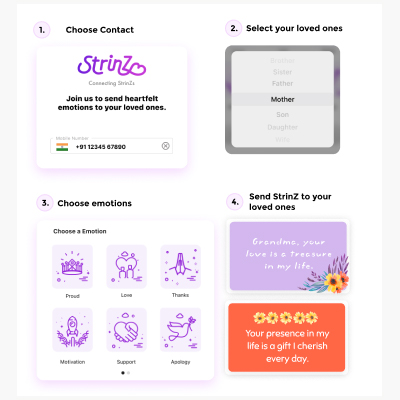 1.
Choose Contact
StrinZ
Connecting StrinZs
Join us to send heartfelt
emotions to your loved ones.
Mobile Number
+91 12345 67890
2.
Select your loved ones
Brother
Sister
Father
Mother
Son
Daughter
3.
Choose emotions
Choose a Emotion
Proud
Love
Thanks
Motivation
Support
Apology
4.
Send StrinZ to your
loved ones
Grandma, your
love is a treasure
in my life.
Your presence in my
life is a gift I cherish
every day.